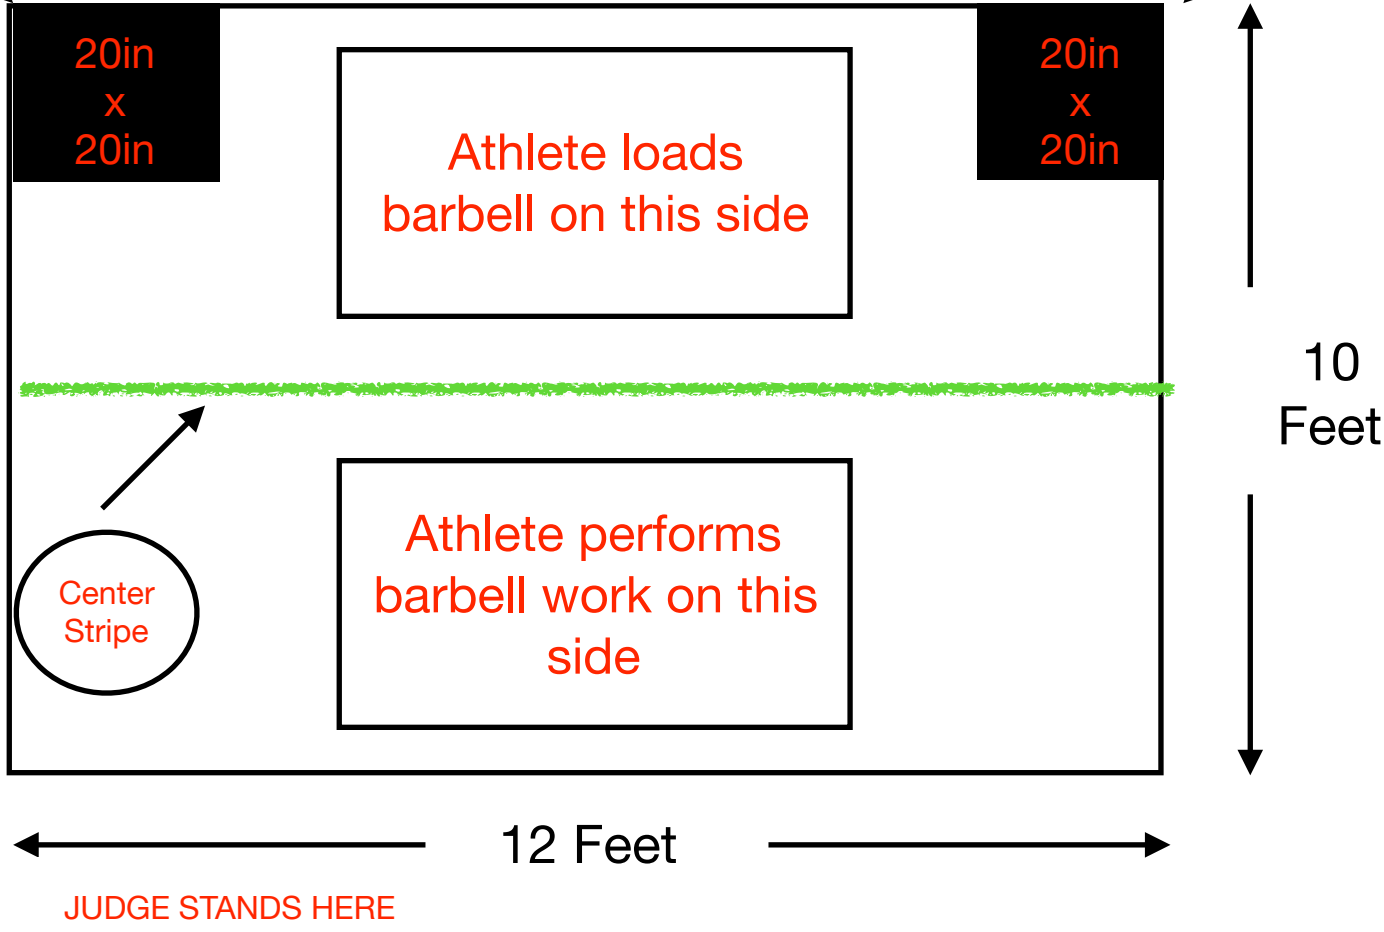 20in
x
20in
20in
x
20in
Athlete loads
barbell on this side
10
Feet
Athlete performs
barbell work on this
side
Center
Stripe
12 Feet
JUDGE STANDS HERE